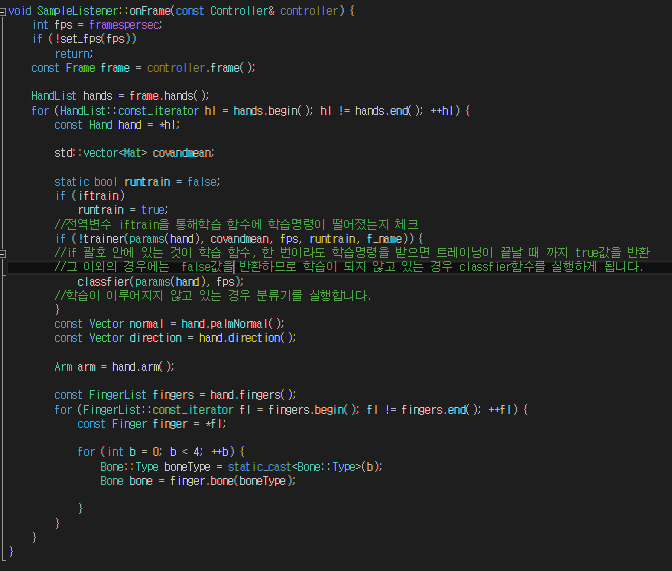 void SampleListener::onFrame(const Controller& controller) {
int fps = framespersec;
if (!set_fps(fps))
return;
const Frame frame = controller.frame();
HandList hands = frame.hands();
for (HandList::const_iterator hl = hands.begin(); hl != hands.end(); ++hl) {
const Hand hand = *hl;
std::vector<Mat> covandmean;
static bool runtrain = false;
if (iftrain)
runtrain = true;
//전역변수 iftrain을 통해학습 함수에 학습명령이 떨어졌는지 체크
if (!trainer(params(hand), covandmean, fps, runtrain, f_name)) {
//if 괄호 안에 있는 것이 학습 함수, 한 번이라도 학습명령을 받으면 트레이닝이 끝날 때 까지 true값을 반환
//그 이외의 경우에는  false값을 반환하므로 학습이 되지 않고 있는 경우 classfier함수를 실행하게 됩니다.
classfier(params(hand), fps);
//학습이 이루어지지 않고 있는 경우 분류기를 실행합니다.
}
const Vector normal = hand.palmNormal();
const Vector direction = hand.direction();
Arm arm = hand.arm();
const FingerList fingers = hand.fingers();
for (FingerList::const_iterator fl = fingers.begin(); fl != fingers.end(); ++fl) {
const Finger finger = *fl;
for (int b = 0; b < 4; ++b) {
Bone::Type boneType = static_cast<Bone::Type>(b);
Bone bone = finger.bone(boneType);
}
}
}
}